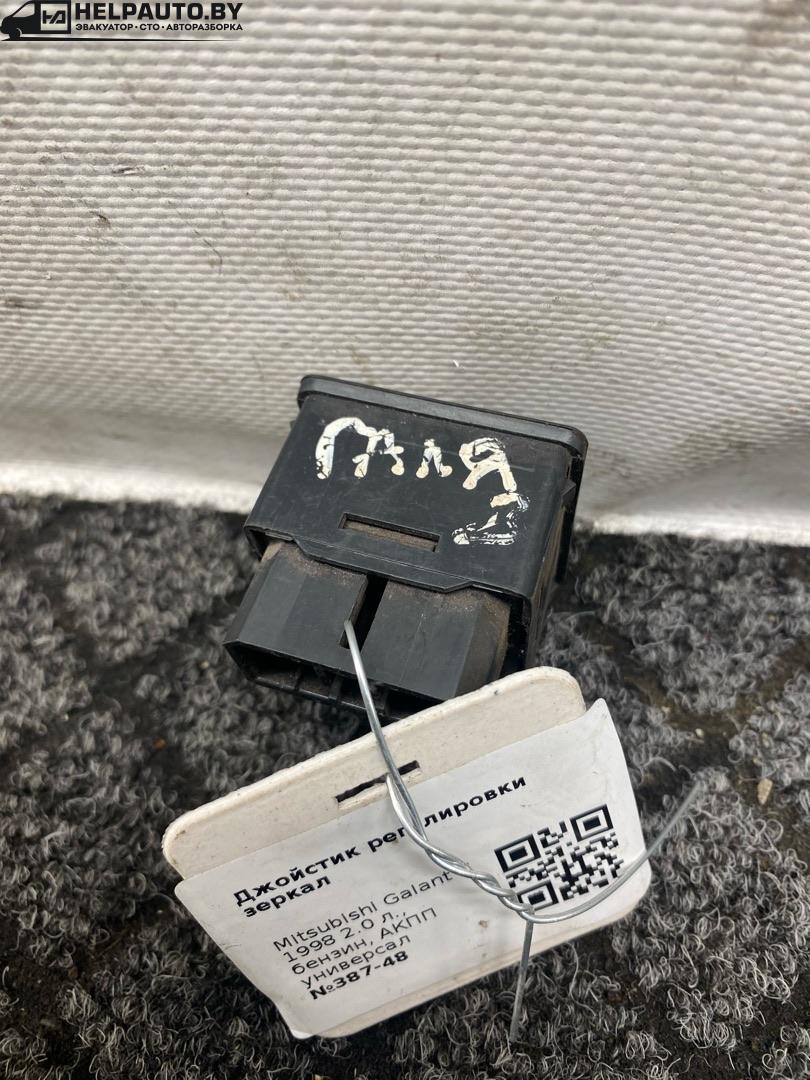 HELPAUTO.BY
ЭВАКУАТОР•СТО•АВТОРАЗБОРКА
Джойстик регулировки
зеркал
Mitsubishi Galant
1998 2.0 л.,
бензин, АКПП
универсал
№387-48